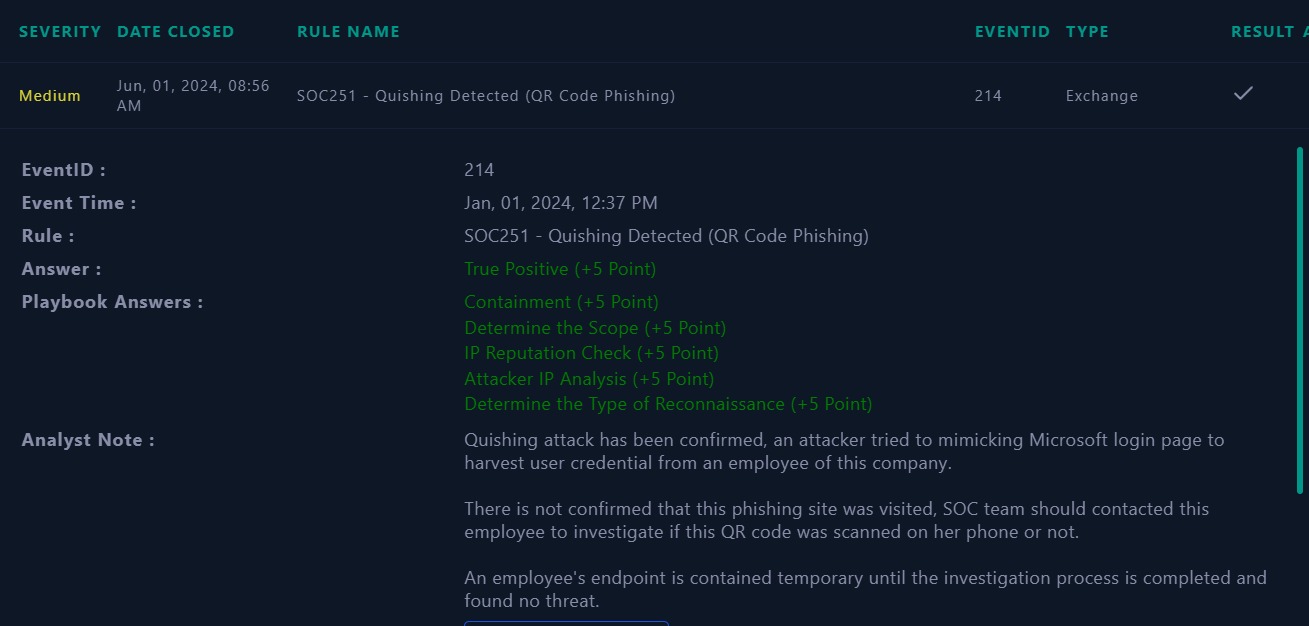 SEVERITY DATE CLOSED RULE NAME EVENTID TYPE RESULT
Medium Jun, 01, 2024, 08:56 AM SOC251 - Quishing Detected (QR Code Phishing) 214 Exchange
EventID : 214
Event Time : Jan, 01, 2024, 12:37 PM
Rule : SOC251 - Quishing Detected (QR Code Phishing)
Answer : True Positive (+5 Point)
Playbook Answers : Containment (+5 Point)
Determine the Scope (+5 Point)
IP Reputation Check (+5 Point)
Attacker IP Analysis (+5 Point)
Determine the Type of Reconnaissance (+5 Point)
Analyst Note : Quishing attack has been confirmed, an attacker tried to mimicking Microsoft login page to
harvest user credential from an employee of this company.
There is not confirmed that this phishing site was visited, SOC team should contacted this
employee to investigate if this QR code was scanned on her phone or not.
An employee's endpoint is contained temporary until the investigation process is completed and
found no threat.